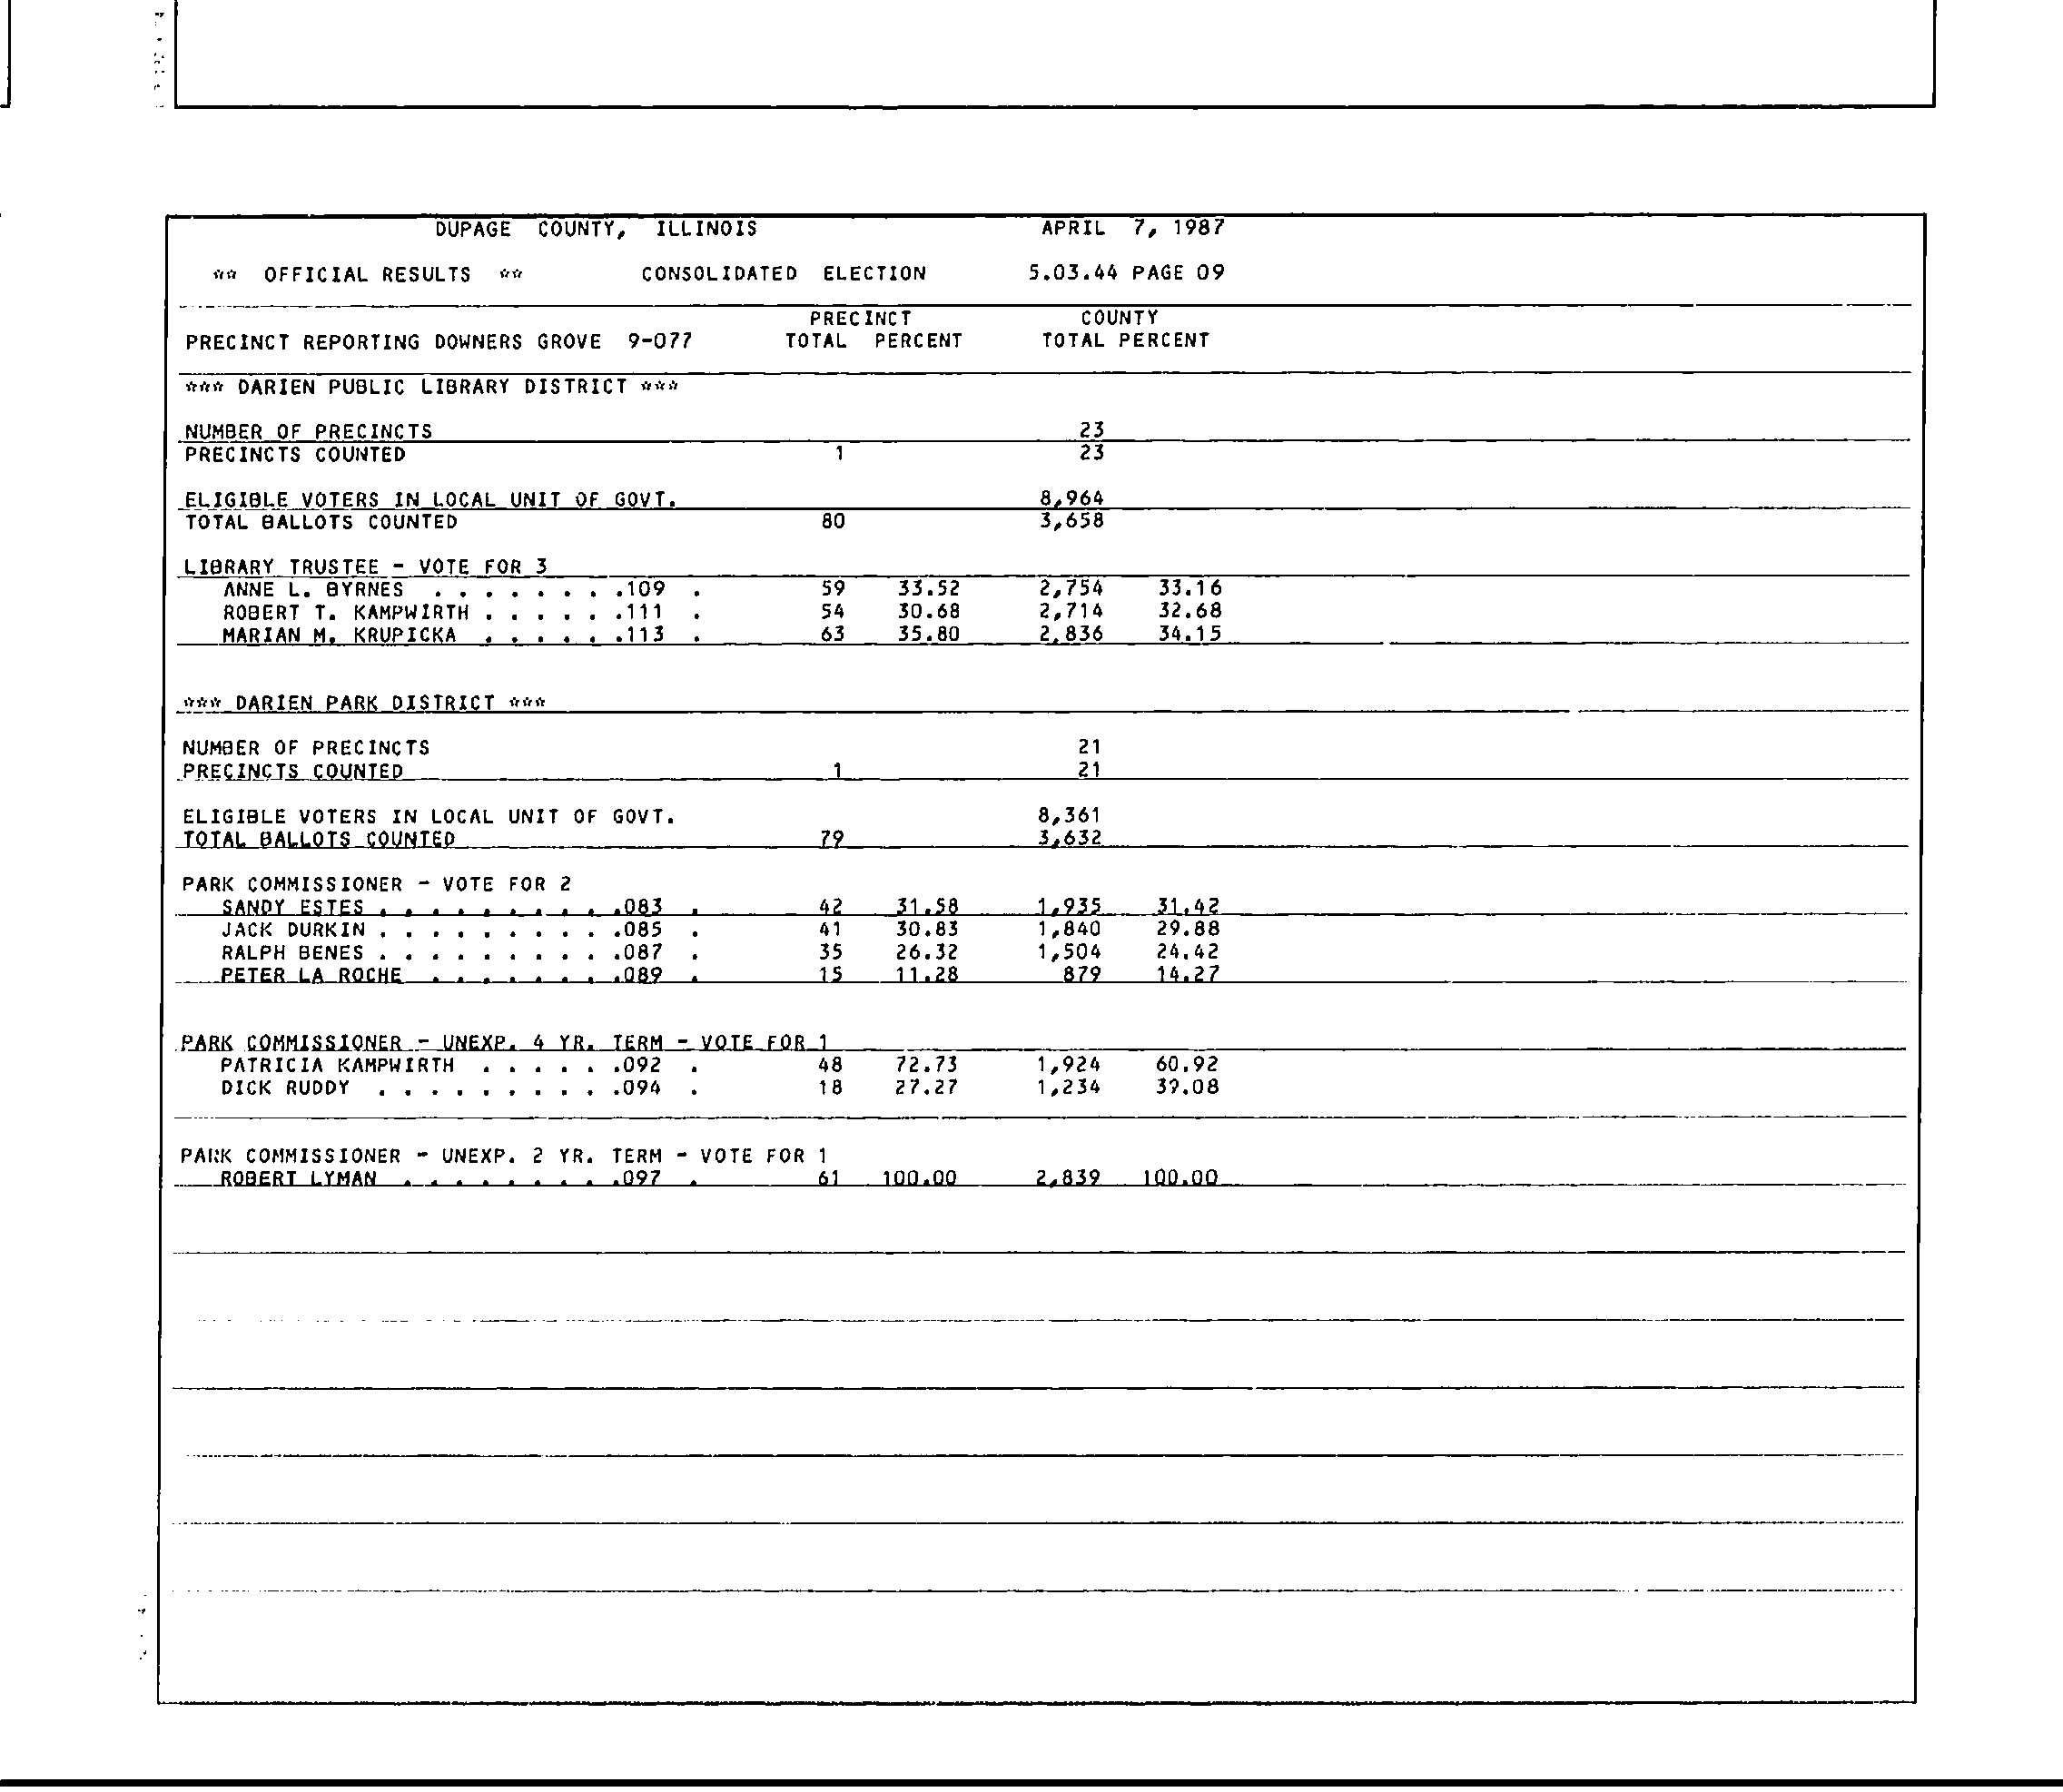 DUPAGE COUNTY, ILLINOIS APRIL 7, 1987
** OFFICIAL RESULTS ** CONSOLIDATED ELECTION 5.03.44 PAGE 09
PRECINCT COUNTY
PRECINCT REPORTING DOWNERS GROVE 9-077 TOTAL PERCENT TOTAL PERCENT
*** DARIEN PUBLIC LIBRARY DISTRICT ***
NUMBER OF PRECINCTS 23
PRECINCTS COUNTED 1 23
ELIGIBLE VOTERS IN LOCAL UNIT OF GOVT. 8,964
TOTAL BALLOTS COUNTED 80 3,658
LIBRARY TRUSTEE - VOTE FOR 3
ANNE L. BYRNES . . . . . . . .109 . 59 33.52 2,754 33.16
ROBERT T. KAMPWIRTH . . . . . .111 . 54 30.68 2,714 32.68
MARIAN M. KRUPICKA . . . . . .113 . 63 35.80 2,836 34.15
*** DARIEN PARK DISTRICT ***
NUMBER OF PRECINCTS 21
PRECINCTS COUNTED 1 21
ELIGIBLE VOTERS IN LOCAL UNIT OF GOVT. 8,361
TOTAL BALLOTS COUNTED 79 3,632
PARK COMMISSIONER - VOTE FOR 2
SANDY ESTES . . . . . . . . . .083 . 42 31.58 1,935 31.42
JACK DURKIN . . . . . . . . . .085 . 41 30.83 1,840 29.88
RALPH BENES . . . . . . . . . .087 . 35 26.32 1,504 24.42
PETER LA ROCHE . . . . . . . .089 . 15 11.28 879 14.27
PARK COMMISSIONER - UNEXP. 4 YR. TERM - VOTE FOR 1
PATRICIA KAMPWIRTH . . . . . .092 . 48 72.73 1,924 60.92
DICK RUDDY . . . . . . . . . .094 . 18 27.27 1,234 39.08
PARK COMMISSIONER - UNEXP. 2 YR. TERM - VOTE FOR 1
ROBERT LYMAN . . . . . . . . .097 . 61 100.00 2,839 100.00